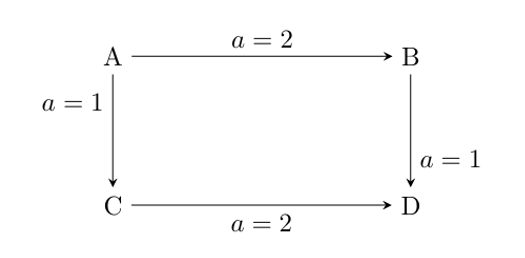 a = 2
A B
a = 1
a = 1
C D
a = 2